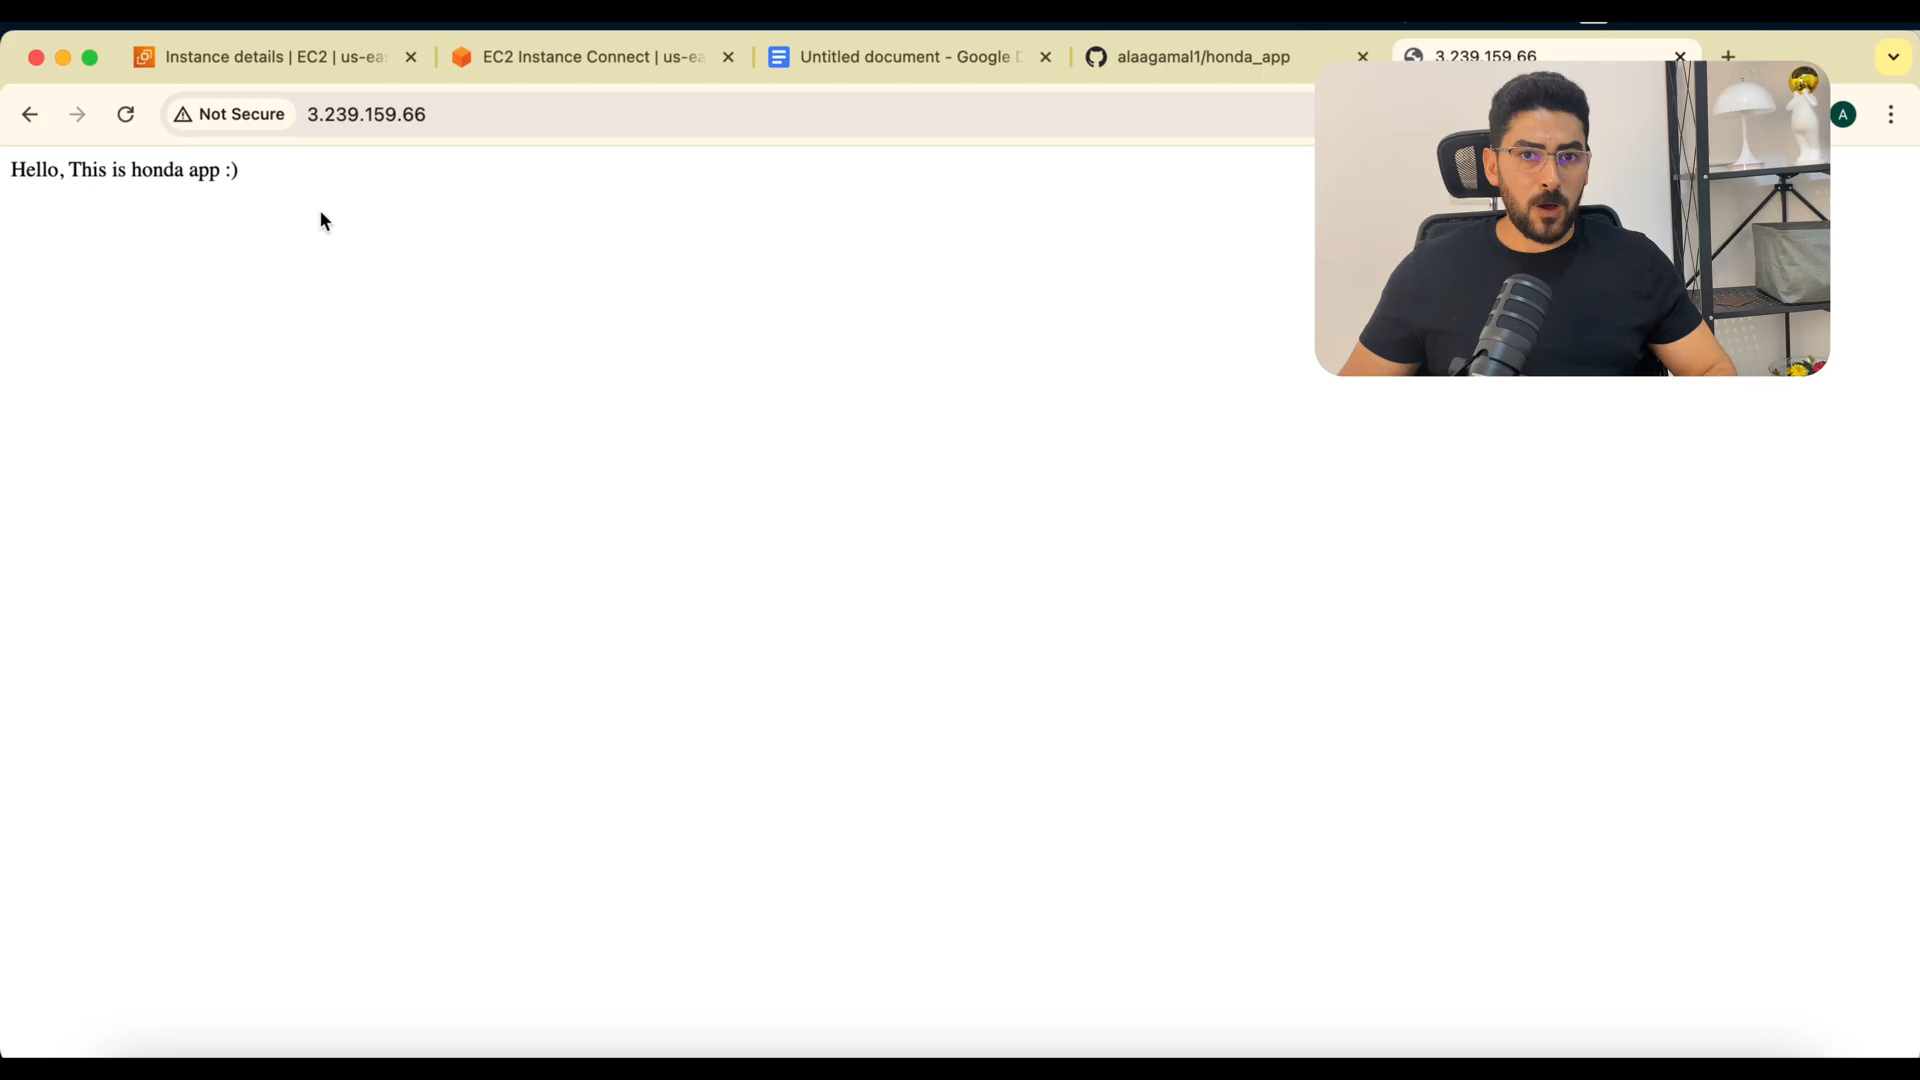 Instance details | EC2 | us-ea
EC2 Instance Connect | us-ea
Untitled document - Google D
alaagamal1/honda_app
3.239.159.66
Not Secure
3.239.159.66
A
Hello, This is honda app :)